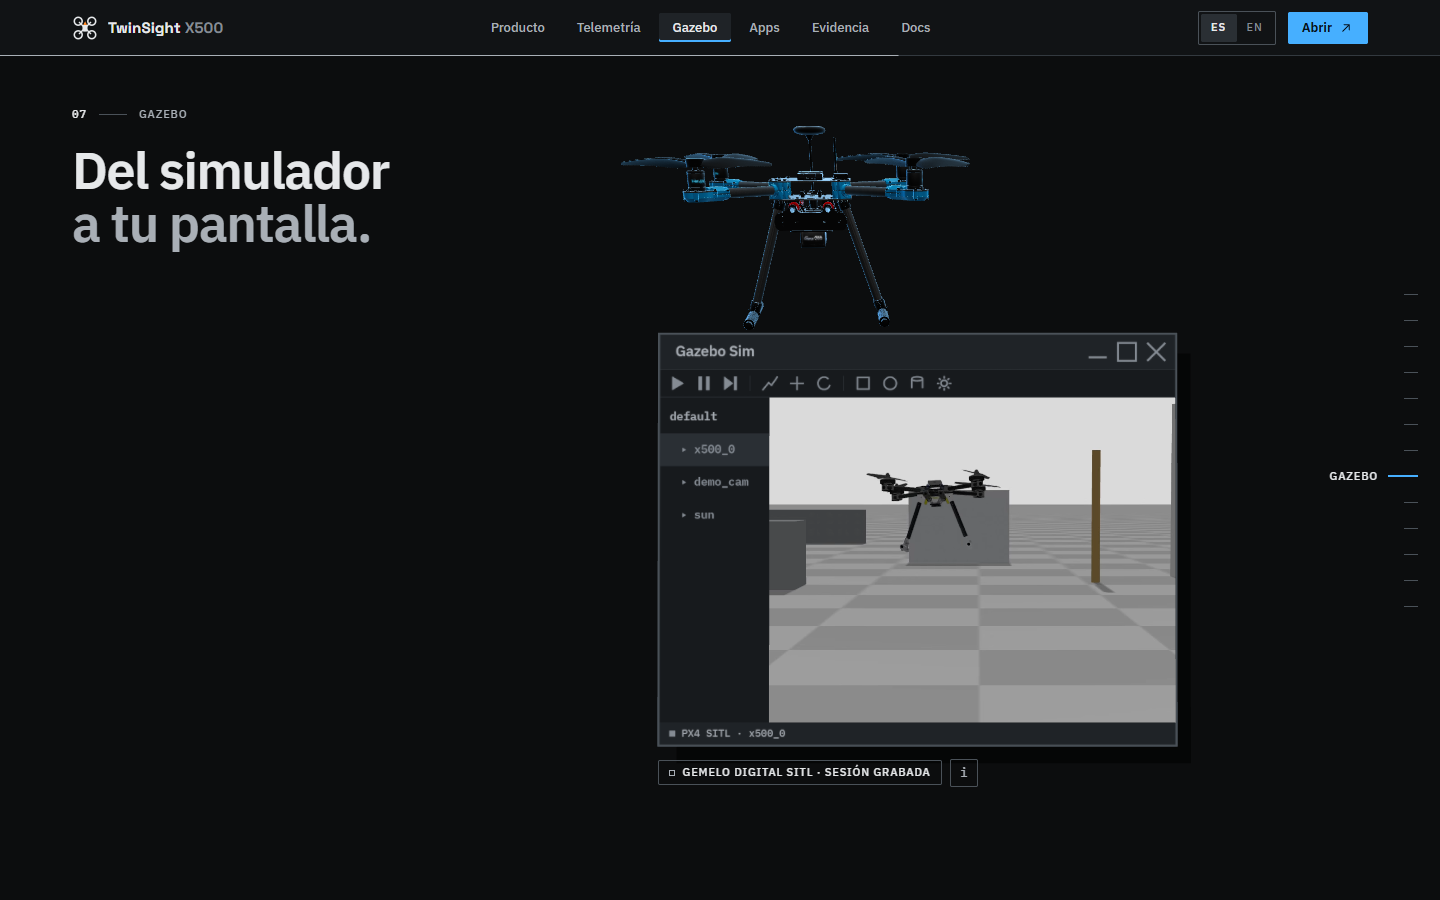 TwinSight X500
Producto
Telemetría
Gazebo
Apps
Evidencia
Docs
ES
EN
Abrir
07
GAZEBO
Del simulador
a tu pantalla.
Gazebo Sim
default
x500_0
demo_cam
sun
PX4 SITL · x500_0
GEMELO DIGITAL SITL · SESIÓN GRABADA
i
GAZEBO